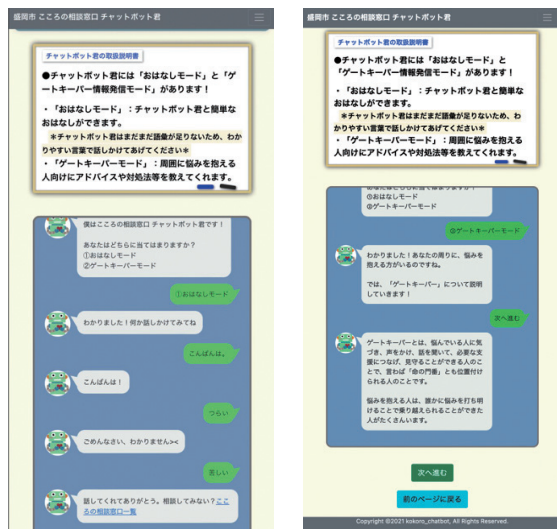 盛岡市 こころの相談窓口 チャットボット君
チャットボット君の取扱説明書
●チャットボット君には「おはなしモード」と「ゲ
ートキーパー情報発信モード」があります！
・「おはなしモード」：チャットボット君と簡単な
おはなしができます。
＊チャットボット君はまだまだ語彙が足りないため、わか
りやすい言葉で話しかけてあげてください＊
・「ゲートキーパーモード」：周囲に悩みを抱える
人向けにアドバイスや対処法等を教えてくれます。
僕はこころの相談窓口 チャットボット君です！
あなたはどちらに当てはまりますか？
①おはなしモード
②ゲートキーパーモード
①おはなしモード
わかりました！何か話しかけてみてね
こんばんは。
こんばんは！
つらい
ごめんなさい、わかりません><
苦しい
話してくれてありがとう。相談してみない？ここ
ろの相談窓口一覧
盛岡市 こころの相談窓口 チャットボット君
チャットボット君の取扱説明書
●チャットボット君には「おはなしモード」と
「ゲートキーパー情報発信モード」があります！
・「おはなしモード」：チャットボット君と簡単な
おはなしができます。
＊チャットボット君はまだまだ語彙が足りないため、わ
かりやすい言葉で話しかけてあげてください＊
・「ゲートキーパーモード」：周囲に悩みを抱える
人向けにアドバイスや対処法等を教えてくれます。
①おはなしモード
②ゲートキーパーモード
②ゲートキーパーモード
わかりました！あなたの周りに、悩みを
抱える方がいるのですね。
では、「ゲートキーパー」について説明
していきます！
次へ進む
ゲートキーパーとは、悩んでいる人に気
づき、声をかけ、話を聞いて、必要な支
援につなげ、見守ることができる人のこ
とで、言わば「命の門番」とも位置付け
られる人のことです。
悩みを抱える人は、誰かに悩みを打ち明
けることで乗り越えられることができた
人がたくさんいます。
次へ進む
前のページに戻る
Copyright ©2021 kokoro_chatbot, All Rights Reserved.